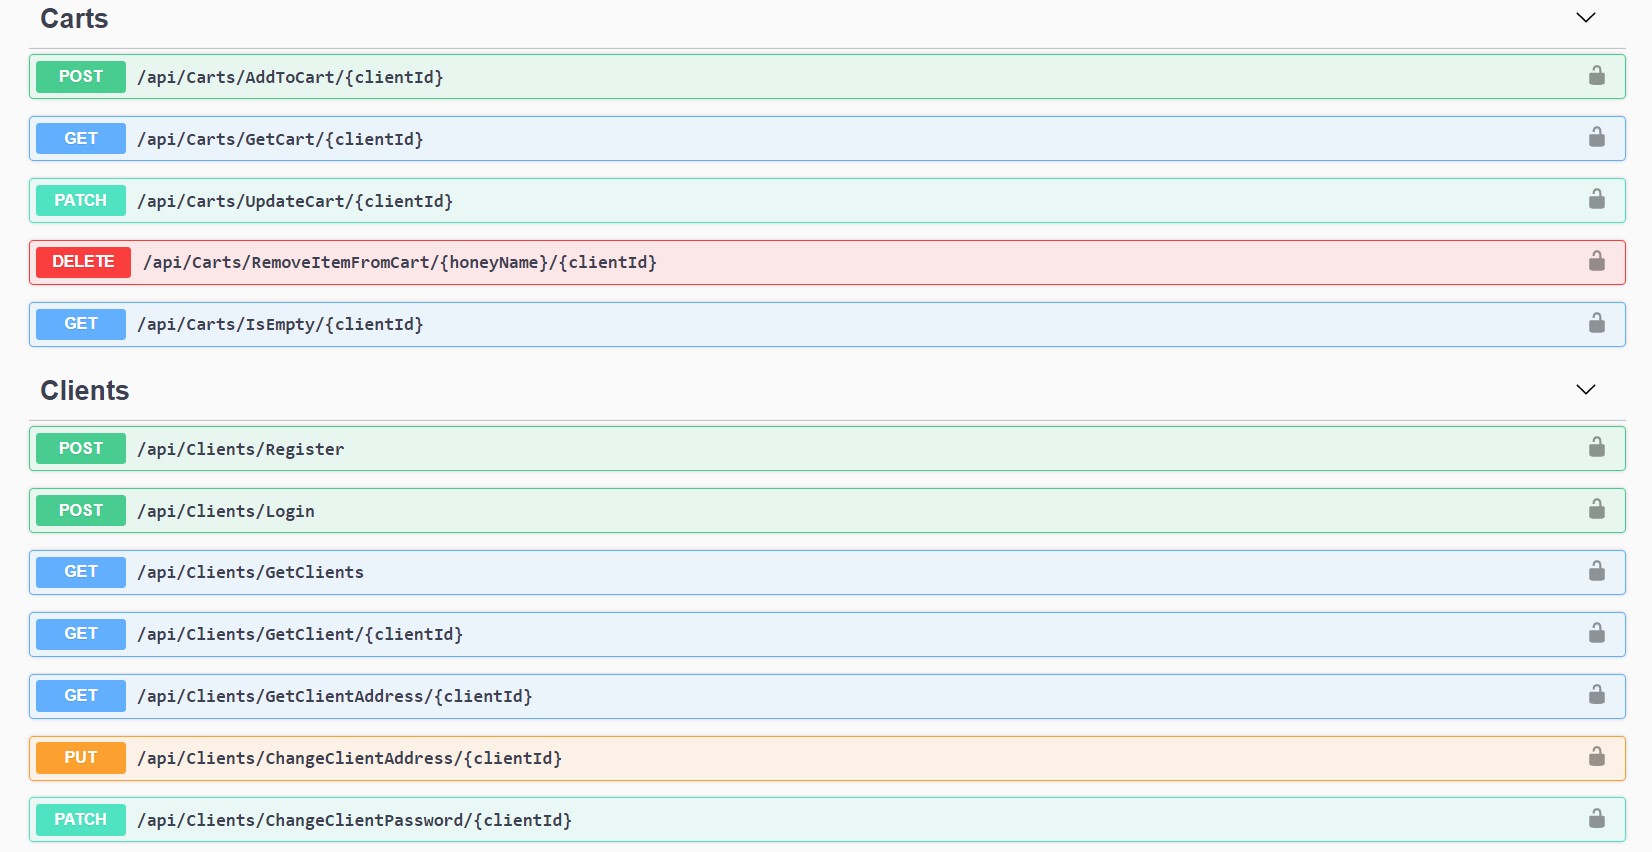 Carts
POST /api/Carts/AddToCart/{clientId}
GET /api/Carts/GetCart/{clientId}
PATCH /api/Carts/UpdateCart/{clientId}
DELETE /api/Carts/RemoveItemFromCart/{honeyName}/{clientId}
GET /api/Carts/IsEmpty/{clientId}
Clients
POST /api/Clients/Register
POST /api/Clients/Login
GET /api/Clients/GetClients
GET /api/Clients/GetClient/{clientId}
GET /api/Clients/GetClientAddress/{clientId}
PUT /api/Clients/ChangeClientAddress/{clientId}
PATCH /api/Clients/ChangeClientPassword/{clientId}